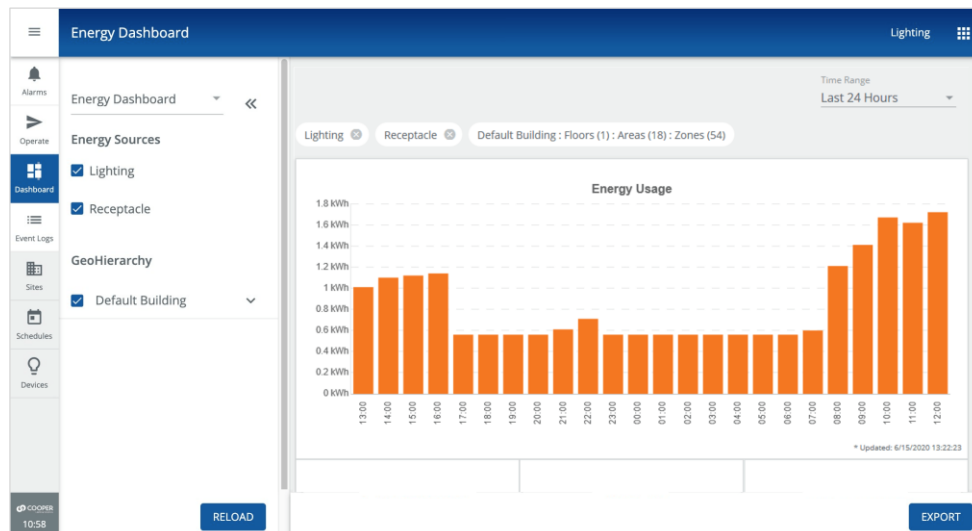 Energy Dashboard
Lighting
Alarms
Operate
Dashboard
Event Logs
Sites
Schedules
Devices
COOPER
10:58
Energy Dashboard
Energy Sources
Lighting
Receptacle
GeoHierarchy
Default Building
RELOAD
Time Range
Last 24 Hours
Lighting
Receptacle
Default Building : Floors (1) : Areas (18) : Zones (54)
Energy Usage
1.8 kWh
1.6 kWh
1.4 kWh
1.2 kWh
1 kWh
0.8 kWh
0.6 kWh
0.4 kWh
0.2 kWh
0 kWh
13:00
14:00
15:00
16:00
17:00
18:00
19:00
20:00
21:00
22:00
23:00
00:00
01:00
02:00
03:00
04:00
05:00
06:00
07:00
08:00
09:00
10:00
11:00
12:00
* Updated: 6/15/2020 13:22:23
EXPORT